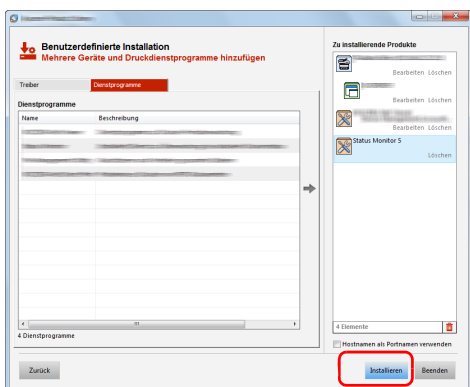 Benutzerdefinierte Installation
Mehrere Geräte und Druckdienstprogramme hinzufügen
Treiber
Dienstprogramme
Dienstprogramme
Name
Beschreibung
4 Dienstprogramme
Zu installierende Produkte
Bearbeiten Löschen
Bearbeiten Löschen
Bearbeiten Löschen
Status Monitor 5
Löschen
4 Elemente
Hostnamen als Portnamen verwenden
Zurück
Installieren
Beenden